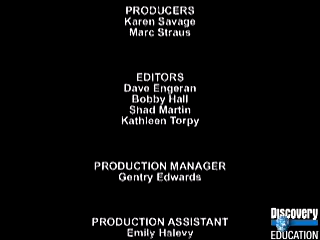 PRODUCERS
Karen Savage
Marc Straus
EDITORS
Dave Engeran
Bobby Hall
Shad Martin
Kathleen Torpy
PRODUCTION MANAGER
Gentry Edwards
PRODUCTION ASSISTANT
Emily Halevy
Discovery
EDUCATION